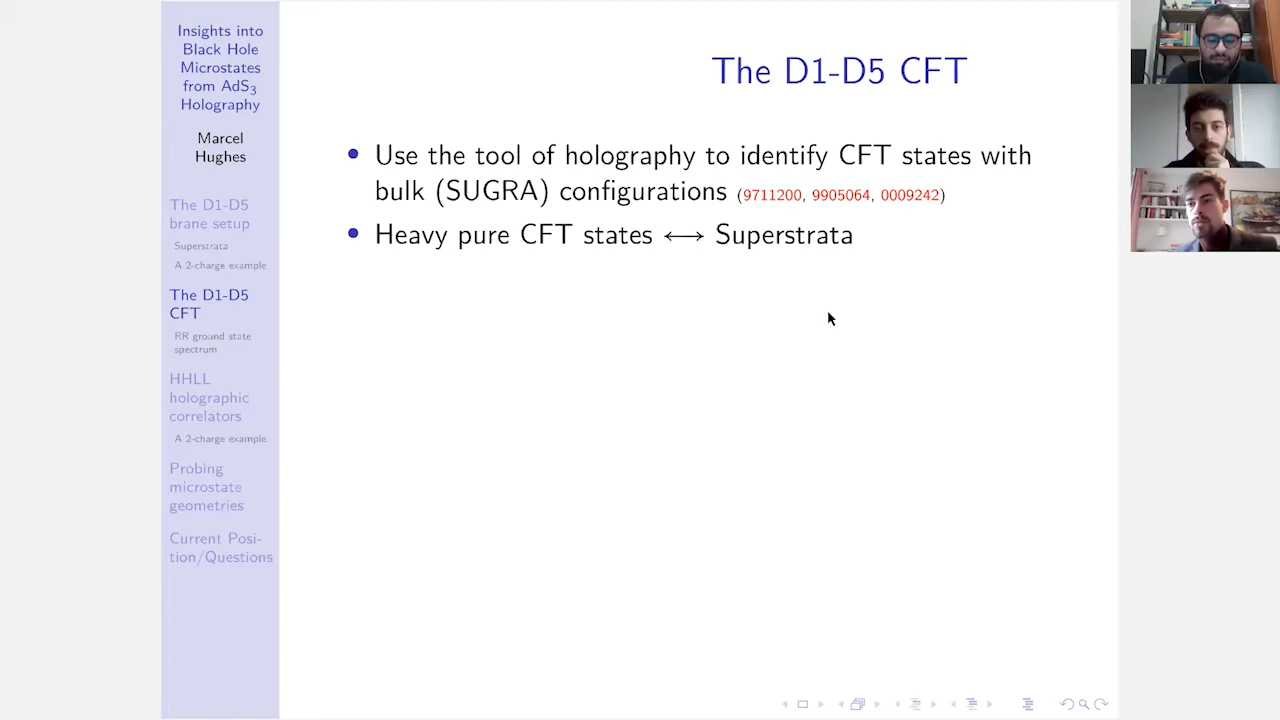 Insights into
Black Hole
Microstates
from AdS₃
Holography
Marcel
Hughes
The D1-D5
brane setup
Superstrata
A 2-charge example
The D1-D5
CFT
RR ground state
spectrum
HHLL
holographic
correlators
A 2-charge example
Probing
microstate
geometries
Current Posi-
tion/Questions
The D1-D5 CFT
• Use the tool of holography to identify CFT states with
bulk (SUGRA) configurations (9711200, 9905064, 0009242)
• Heavy pure CFT states ⟷ Superstrata